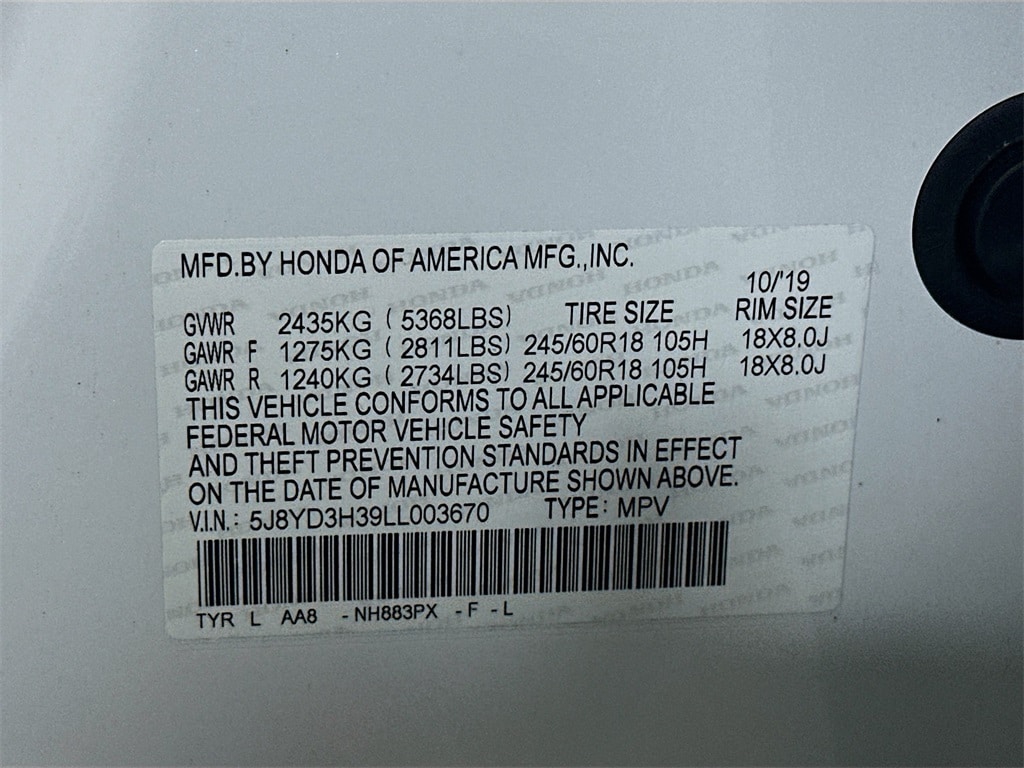 MFD.BY HONDA OF AMERICA MFG.,INC.
10/'19
GVWR 2435KG ( 5368LBS) TIRE SIZE RIM SIZE
GAWR F 1275KG ( 2811LBS) 245/60R18 105H 18X8.0J
GAWR R 1240KG ( 2734LBS) 245/60R18 105H 18X8.0J
THIS VEHICLE CONFORMS TO ALL APPLICABLE
FEDERAL MOTOR VEHICLE SAFETY
AND THEFT PREVENTION STANDARDS IN EFFECT
ON THE DATE OF MANUFACTURE SHOWN ABOVE.
V.I.N.: 5J8YD3H39LL003670 TYPE: MPV
TYR L AA8 -NH883PX -F -L